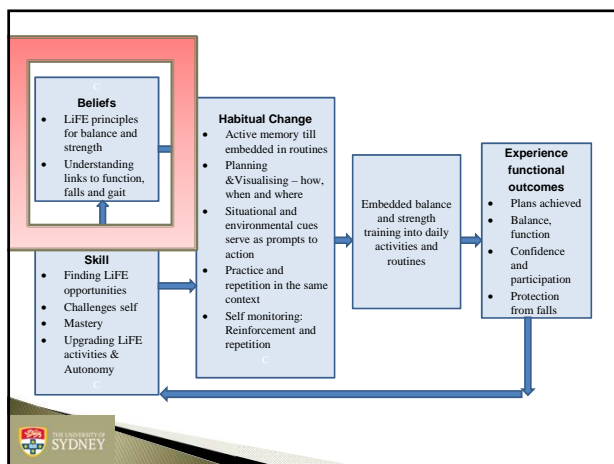 C
Beliefs
• LiFE principles
for balance and
strength
• Understanding
links to function,
falls and gait
C
Habitual Change
• Active memory till
embedded in routines
• Planning
&Visualising – how,
when and where
• Situational and
environmental cues
serve as prompts to
action
• Practice and
repetition in the same
context
• Self monitoring:
Reinforcement and
repetition
C
Embedded balance
and strength
training into daily
activities and
routines
Experience
functional
outcomes
• Plans achieved
• Balance,
function
• Confidence
and
participation
• Protection
from falls
Skill
• Finding LiFE
opportunities
• Challenges self
• Mastery
• Upgrading LiFE
activities &
Autonomy
C
THE UNIVERSITY OF
SYDNEY